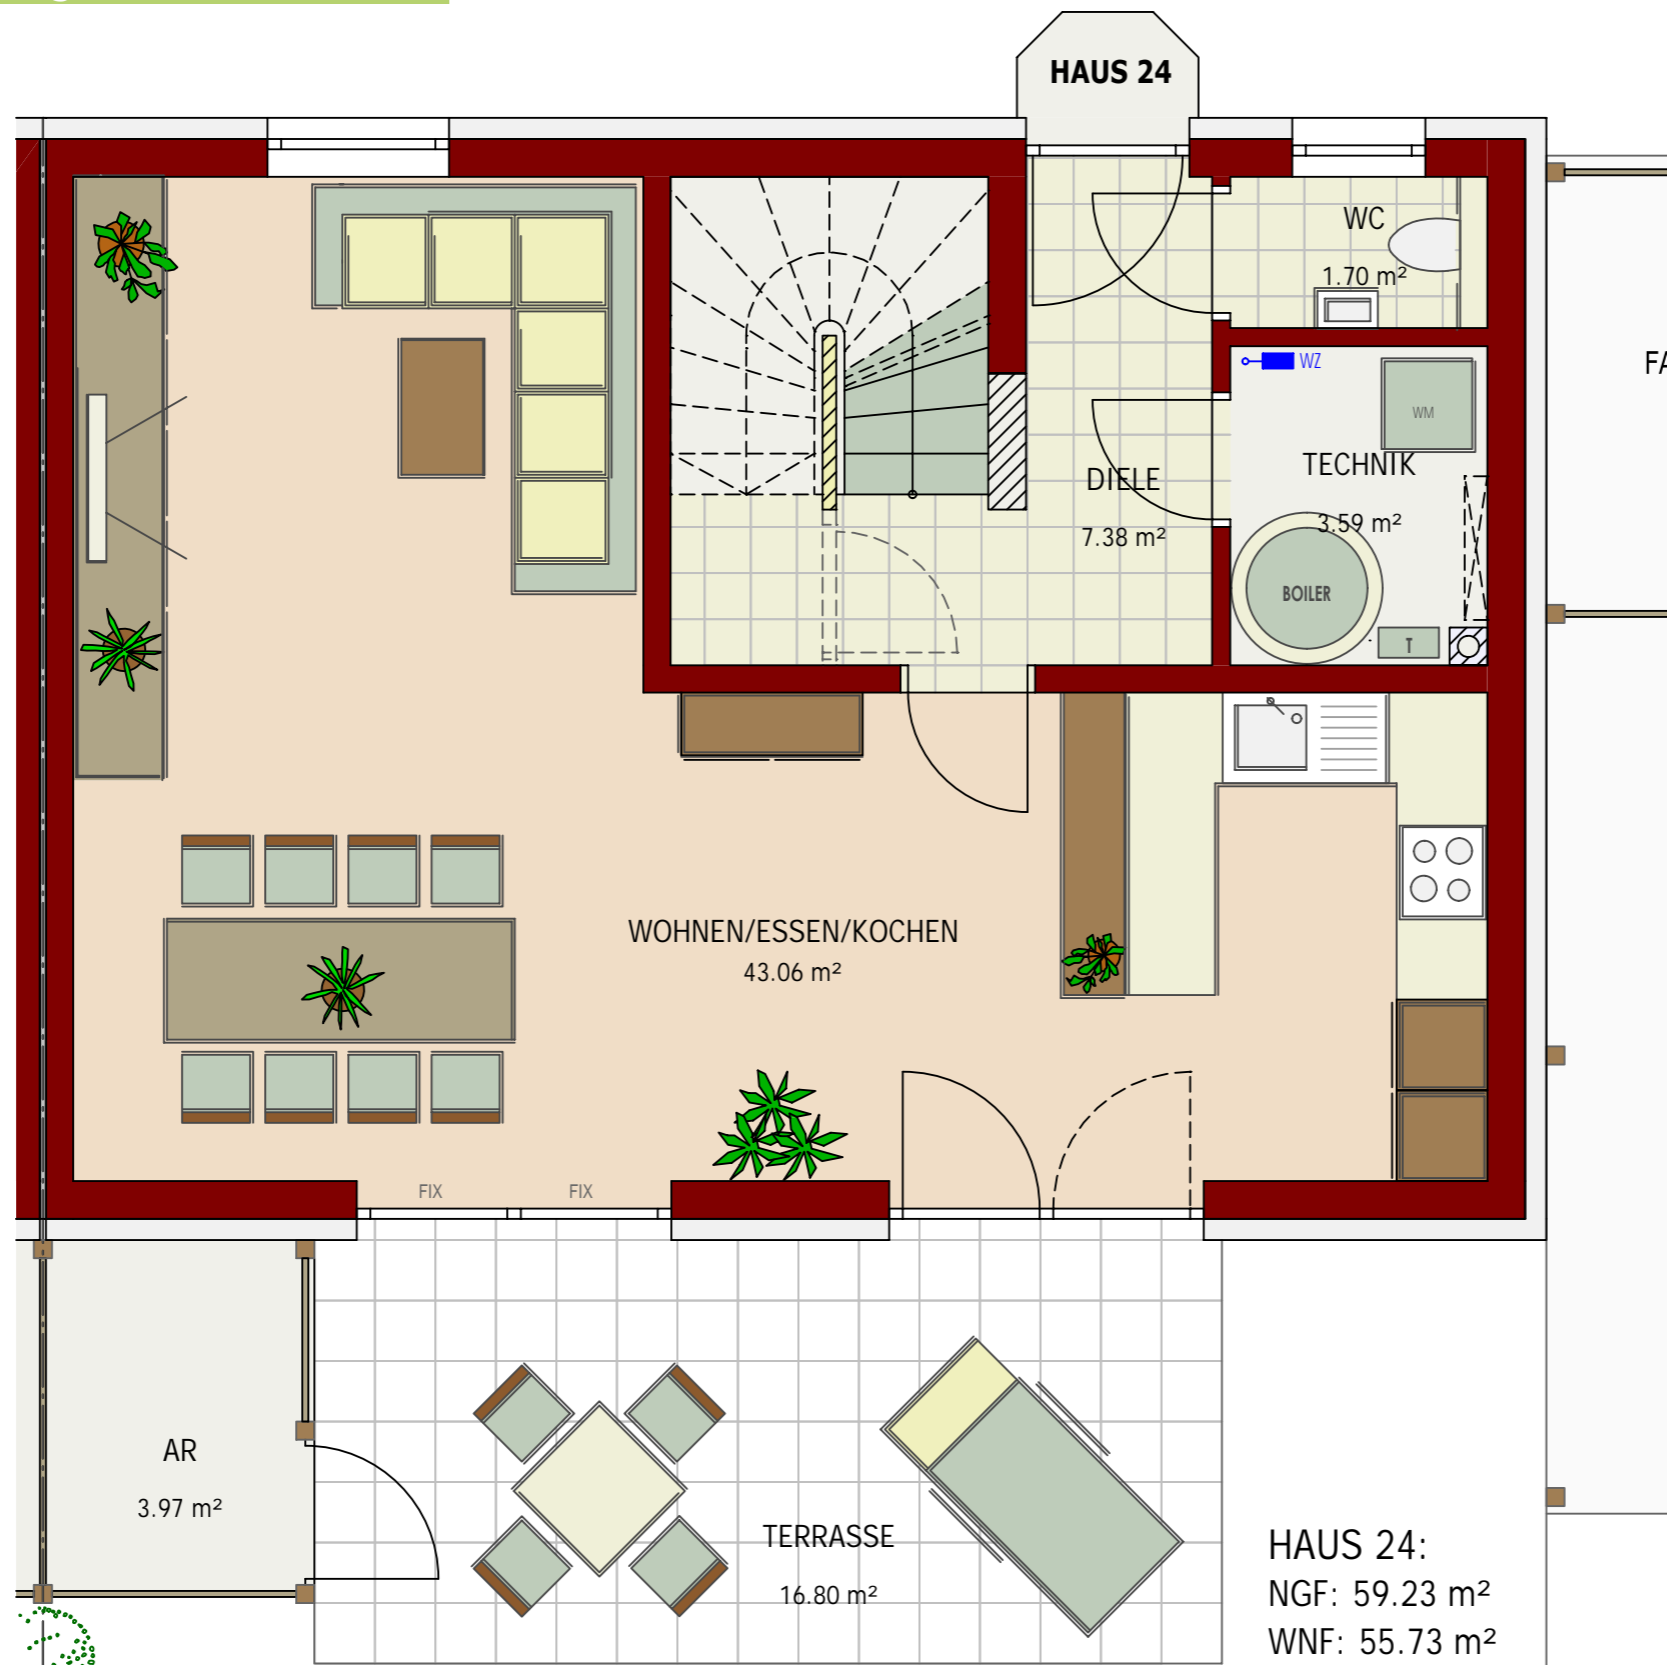 HAUS 24
WC
1.70 m²
WZ
WM
TECHNIK
3.59 m²
DIELE
7.38 m²
BOILER
T
WOHNEN/ESSEN/KOCHEN
43.06 m²
FIX
FIX
AR
3.97 m²
TERRASSE
16.80 m²
HAUS 24:
NGF: 59.23 m²
WNF: 55.73 m²